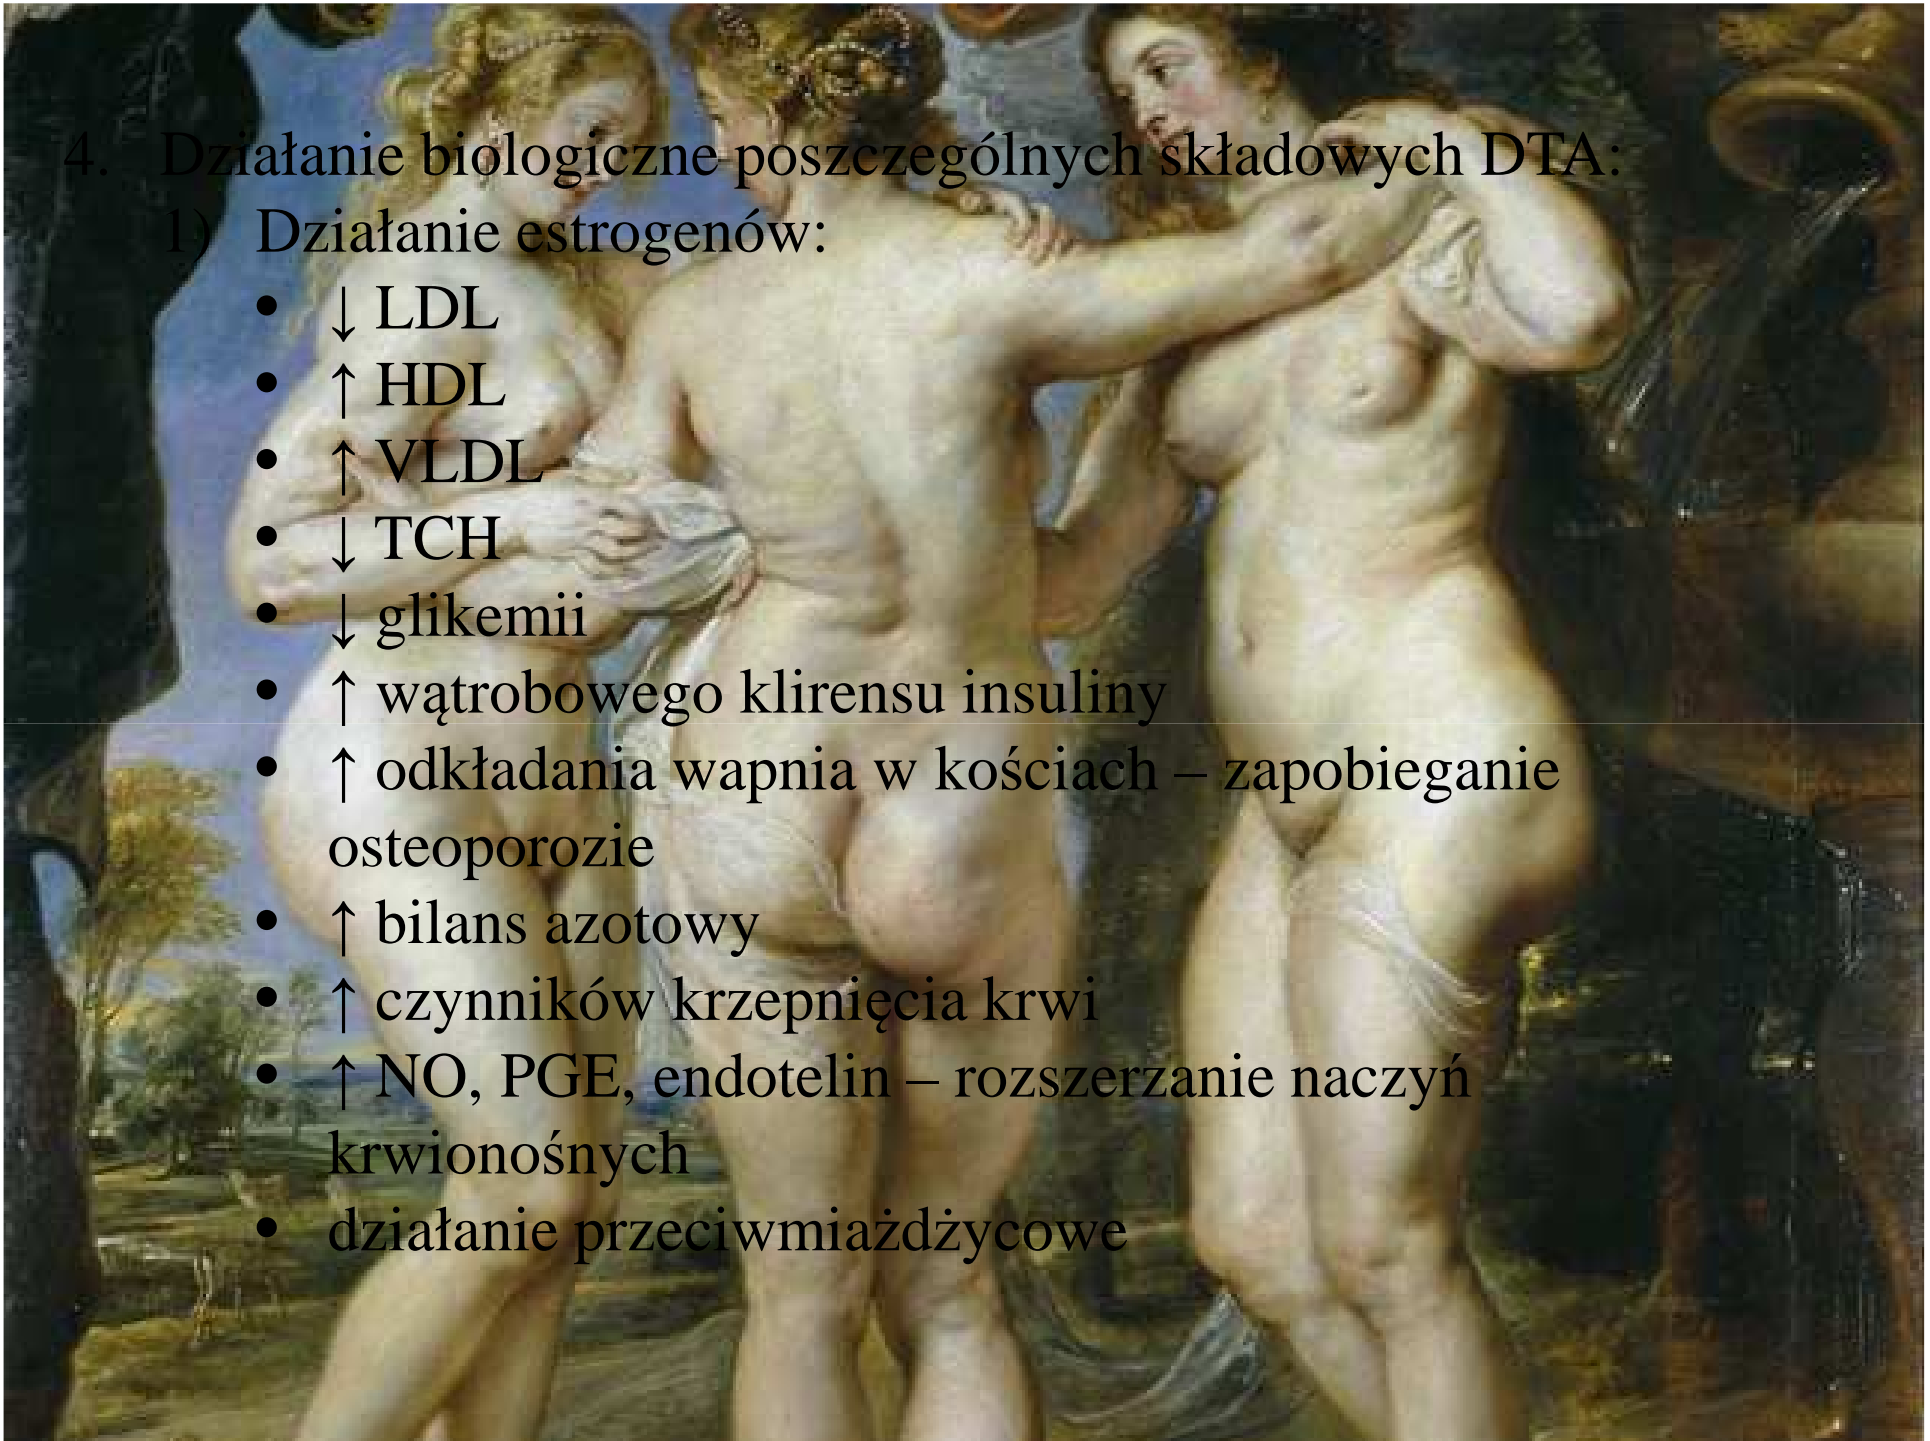 4. Działanie biologiczne poszczególnych składowych DTA:
1) Działanie estrogenów:
• ↓ LDL
• ↑ HDL
• ↑ VLDL
• ↓ TCH
• ↓ glikemii
• ↑ wątrobowego klirensu insuliny
• ↑ odkładania wapnia w kościach – zapobieganie
osteoporozie
• ↑ bilans azotowy
• ↑ czynników krzepnięcia krwi
• ↑ NO, PGE, endotelin – rozszerzanie naczyń
krwionośnych
• działanie przeciwmiażdżycowe